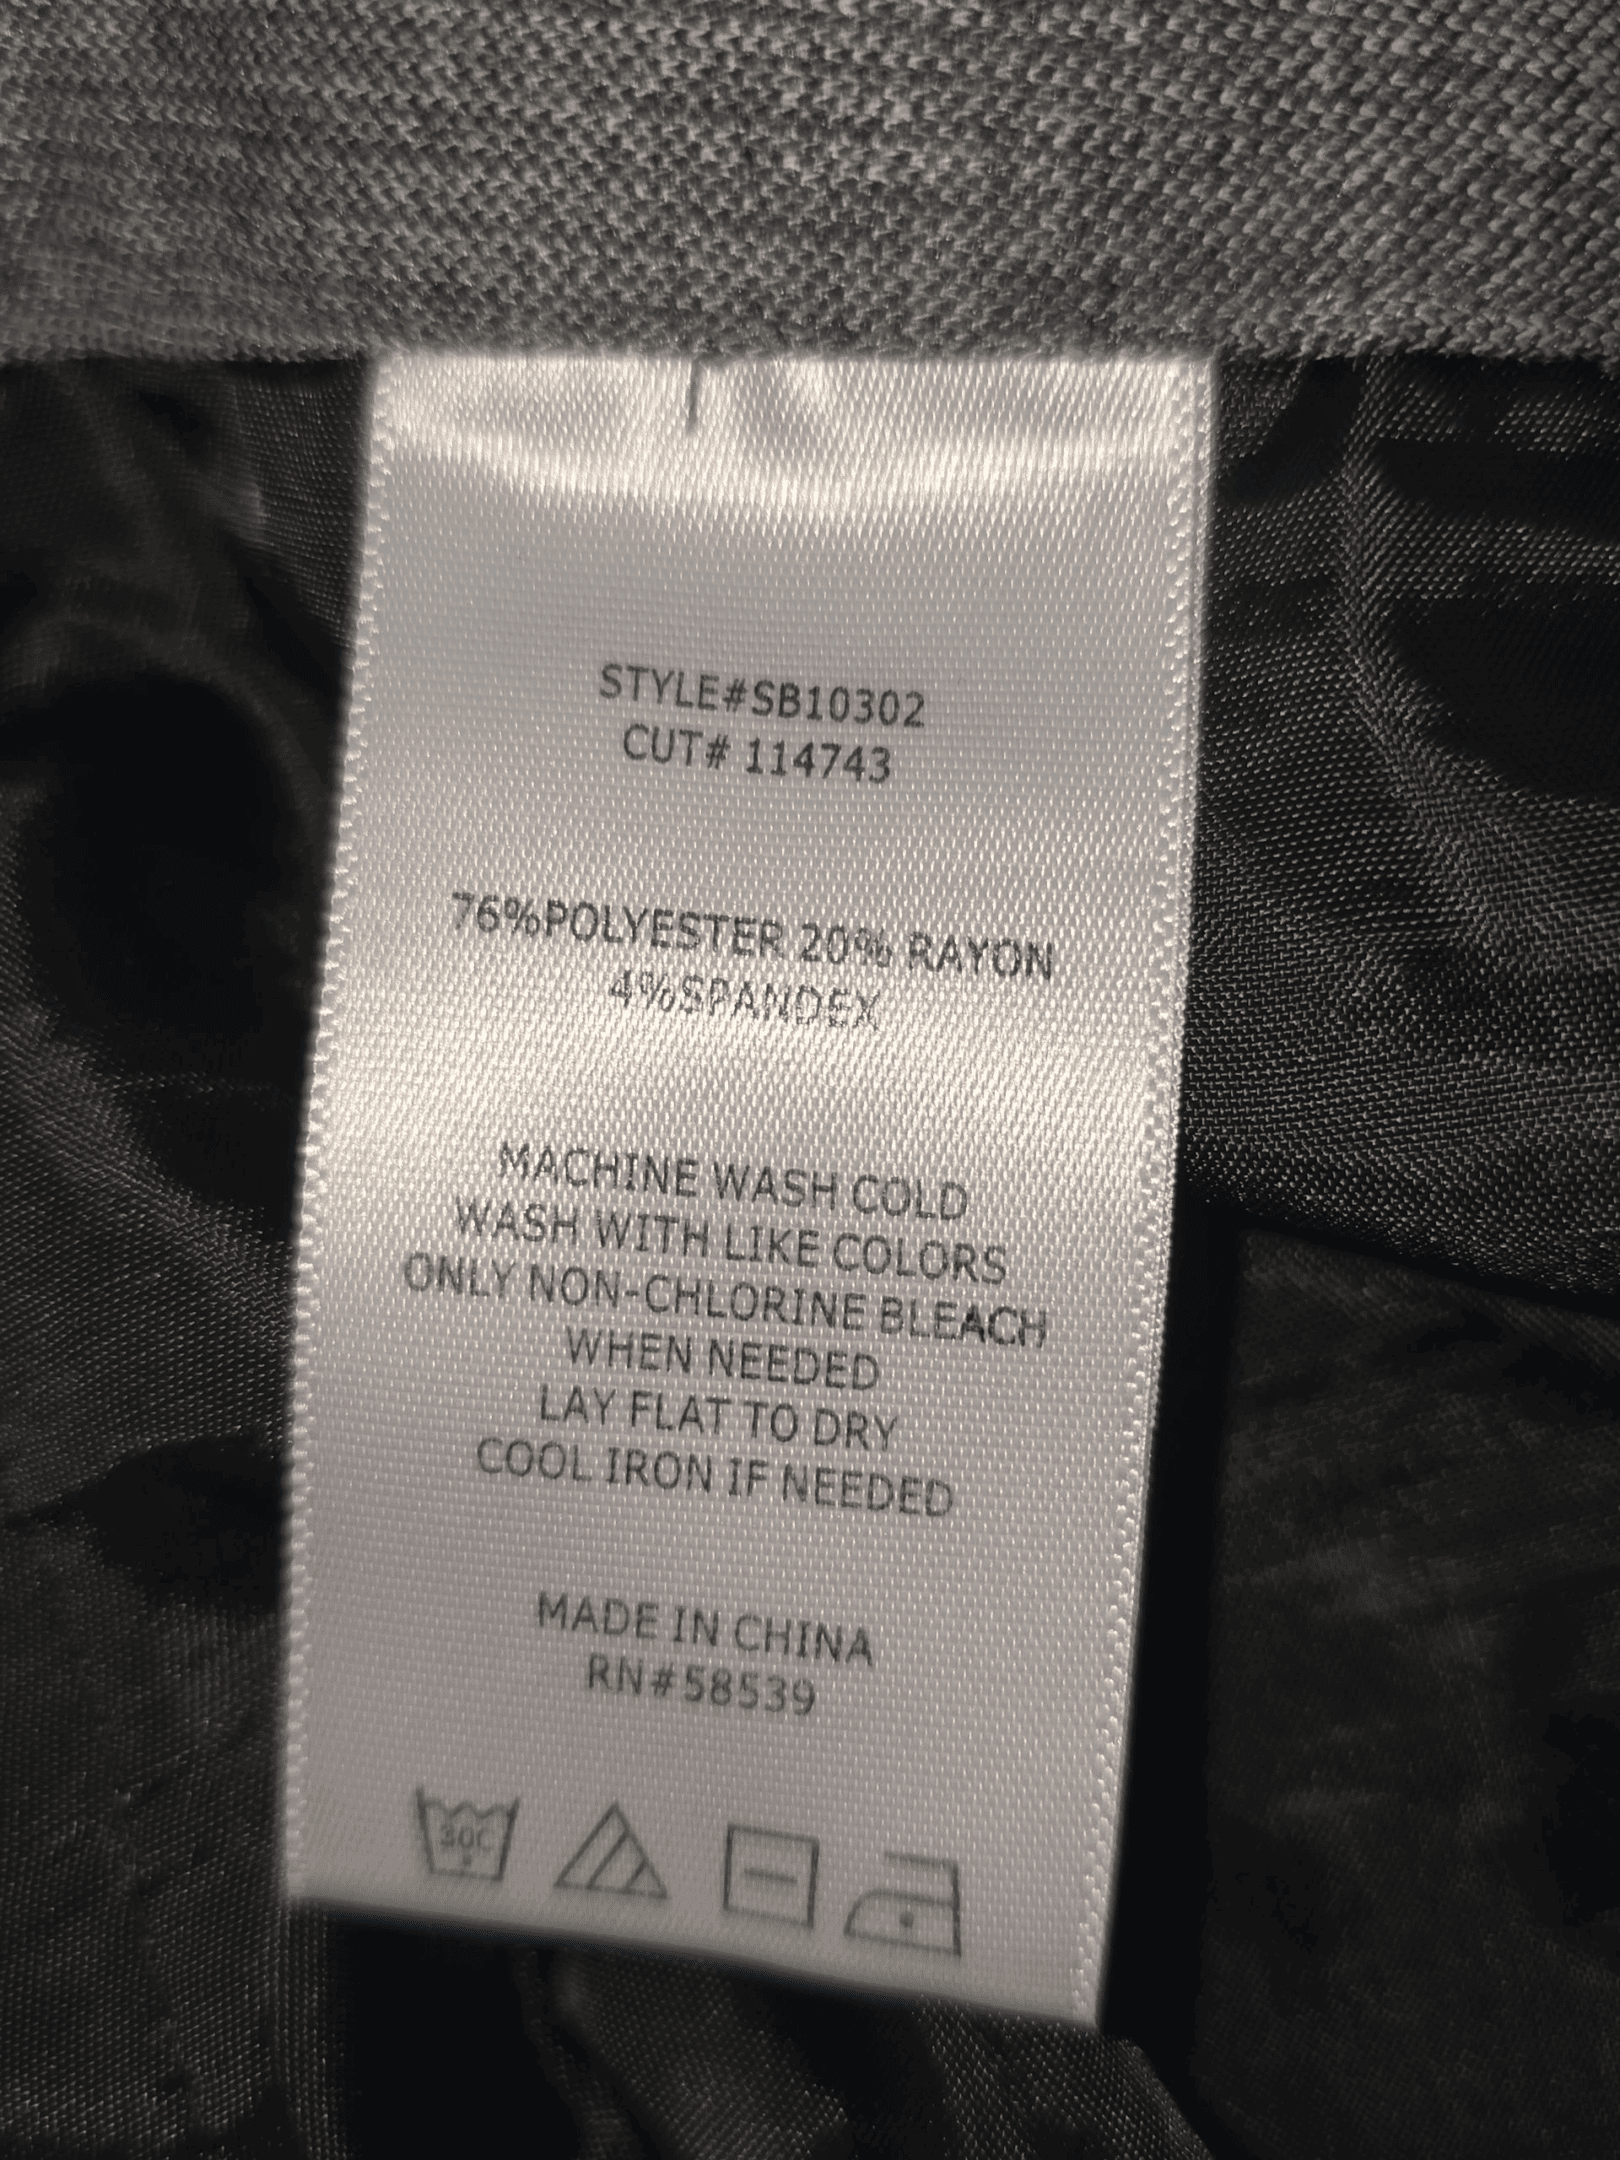 STYLE#SB10302
CUT# 114743
76%POLYESTER 20% RAYON
4%SPANDEX
MACHINE WASH COLD
WASH WITH LIKE COLORS
ONLY NON-CHLORINE BLEACH
WHEN NEEDED
LAY FLAT TO DRY
COOL IRON IF NEEDED
MADE IN CHINA
RN#58539
30C